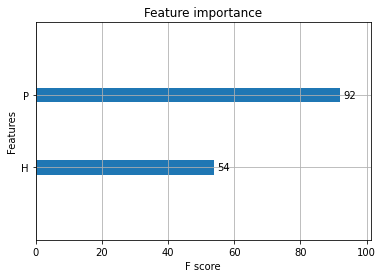 Feature importance
Features
P
92
H
54
0 20 40 60 80 100
F score